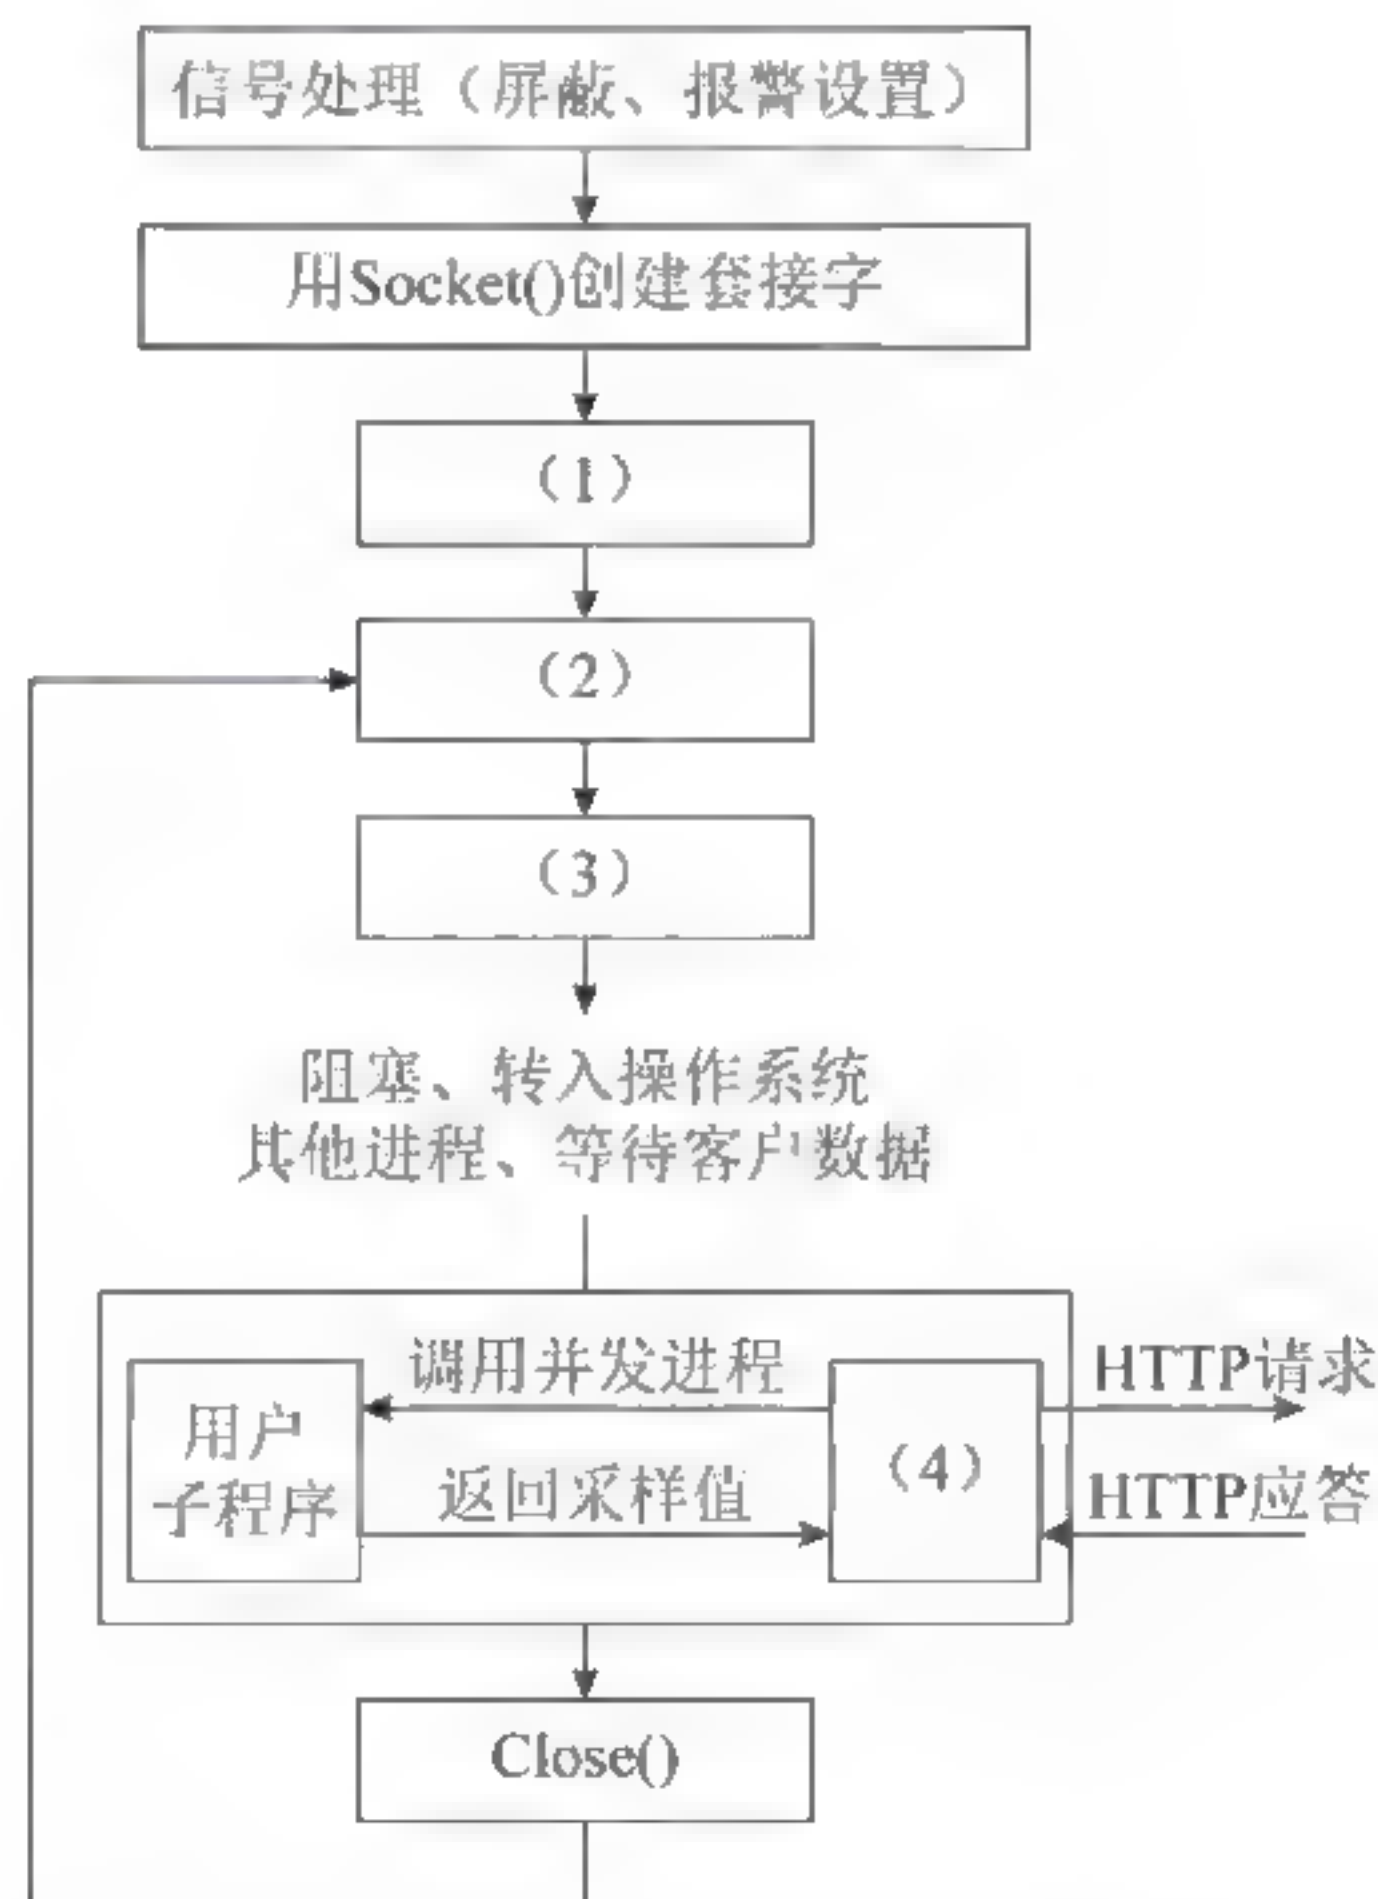 信号处理（屏蔽、报警设置）
用Socket()创建套接字
（1）
（2）
（3）
阻塞、转入操作系统
其他进程、等待客户数据
调用并发进程
HTTP请求
用户
子程序
（4）
返回采样值
HTTP应答
Close()